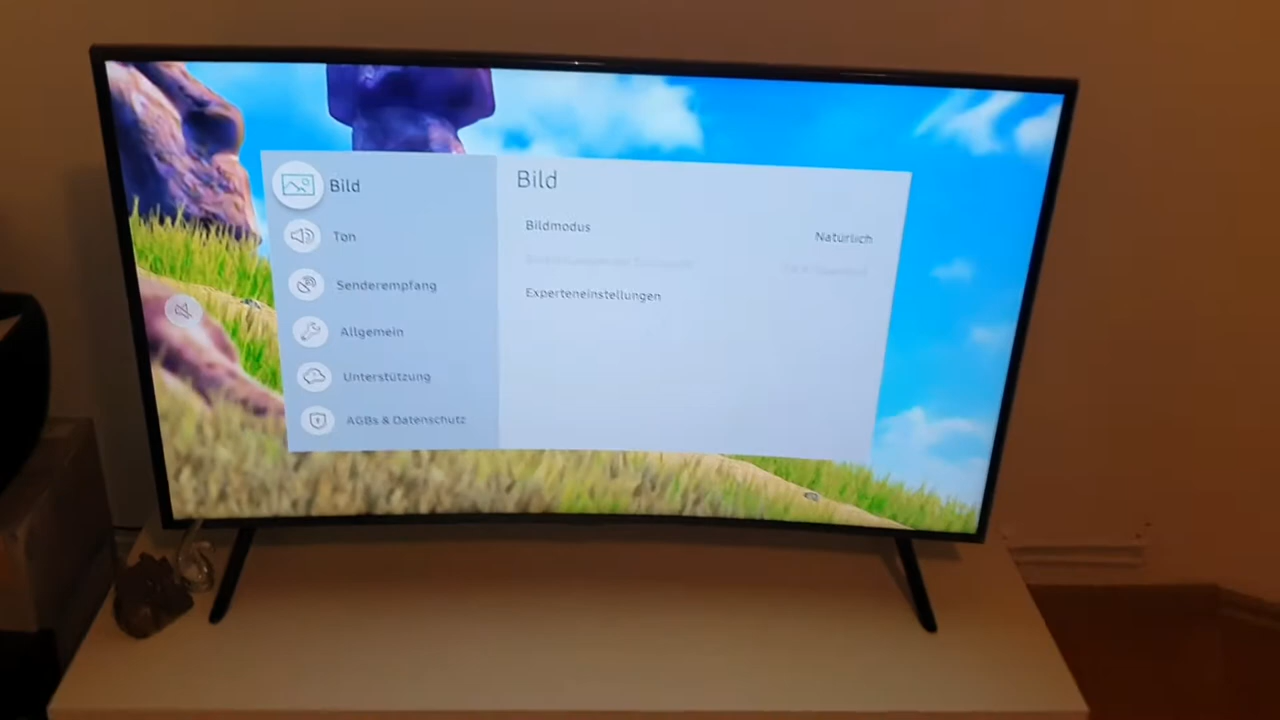 Bild
Ton
Senderempfang
Allgemein
Unterstützung
AGBs & Datenschutz
Bild
Bildmodus
Natürlich
Experteneinstellungen